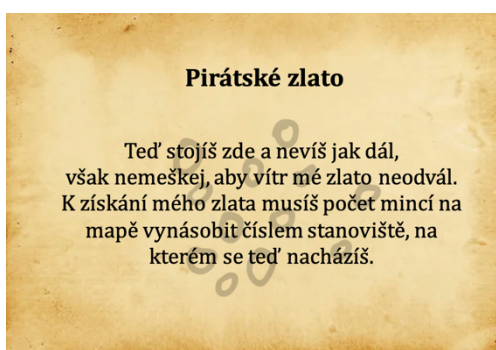 Pirátské zlato
Teď stojíš zde a nevíš jak dál,
však nemeškej, aby vítr mé zlato neodvál.
K získání mého zlata musíš počet mincí na
mapě vynásobit číslem stanoviště, na
kterém se teď nacházíš.